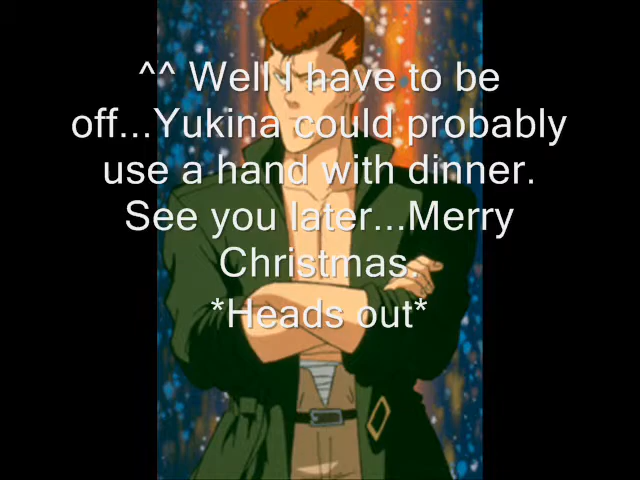 ^^ Well I have to be
off...Yukina could probably
use a hand with dinner.
See you later...Merry
Christmas.
*Heads out*